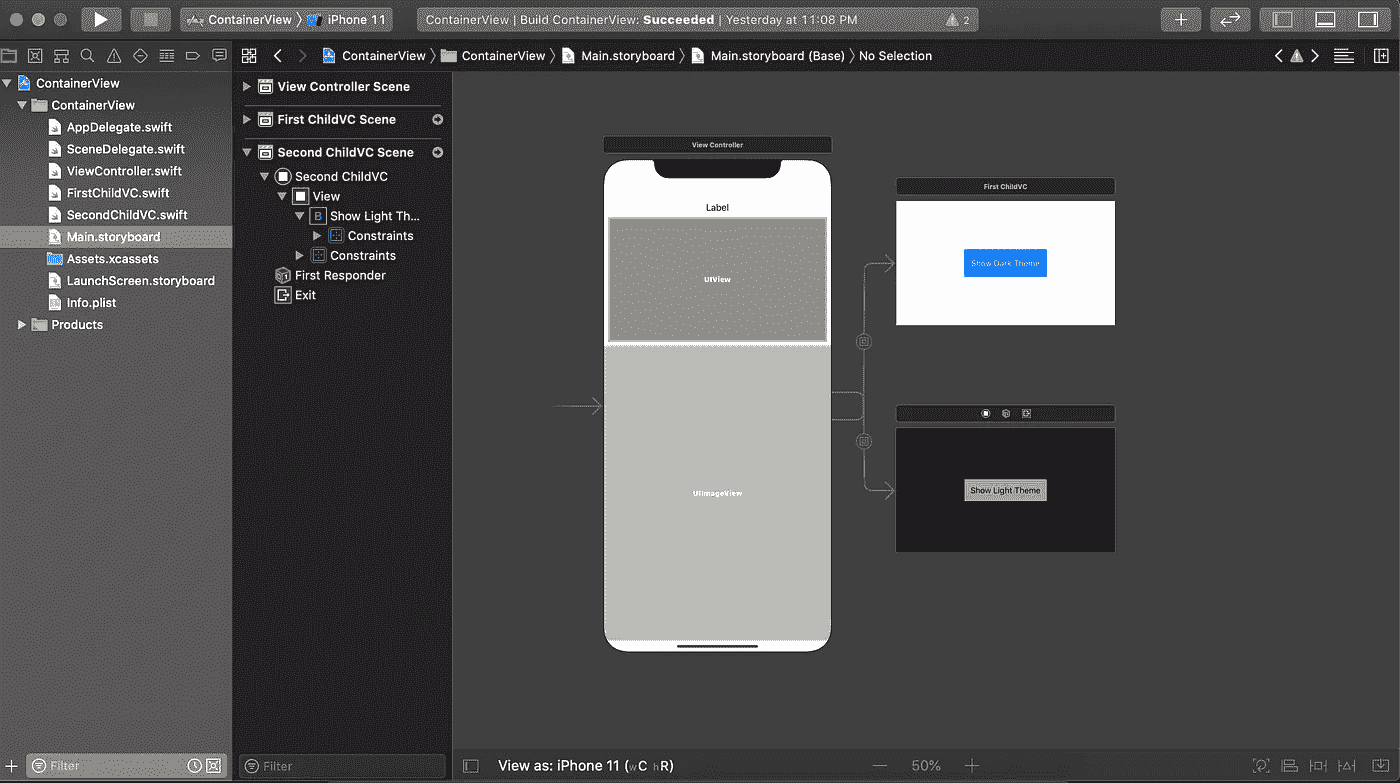 ContainerView iPhone 11 ContainerView | Build ContainerView: Succeeded | Yesterday at 11:08 PM 2
ContainerView ContainerView Main.storyboard Main.storyboard (Base) No Selection
ContainerView
ContainerView
AppDelegate.swift
SceneDelegate.swift
ViewController.swift
FirstChildVC.swift
SecondChildVC.swift
Main.storyboard
Assets.xcassets
LaunchScreen.storyboard
Info.plist
Products
Filter
View Controller Scene
First ChildVC Scene
Second ChildVC Scene
Second ChildVC
View
B Show Light Th...
Constraints
Constraints
First Responder
Exit
Filter
View Controller
Label
UIView
UIImageView
First ChildVC
Show Dark Theme
Show Light Theme
View as: iPhone 11 (wC hR) 50%